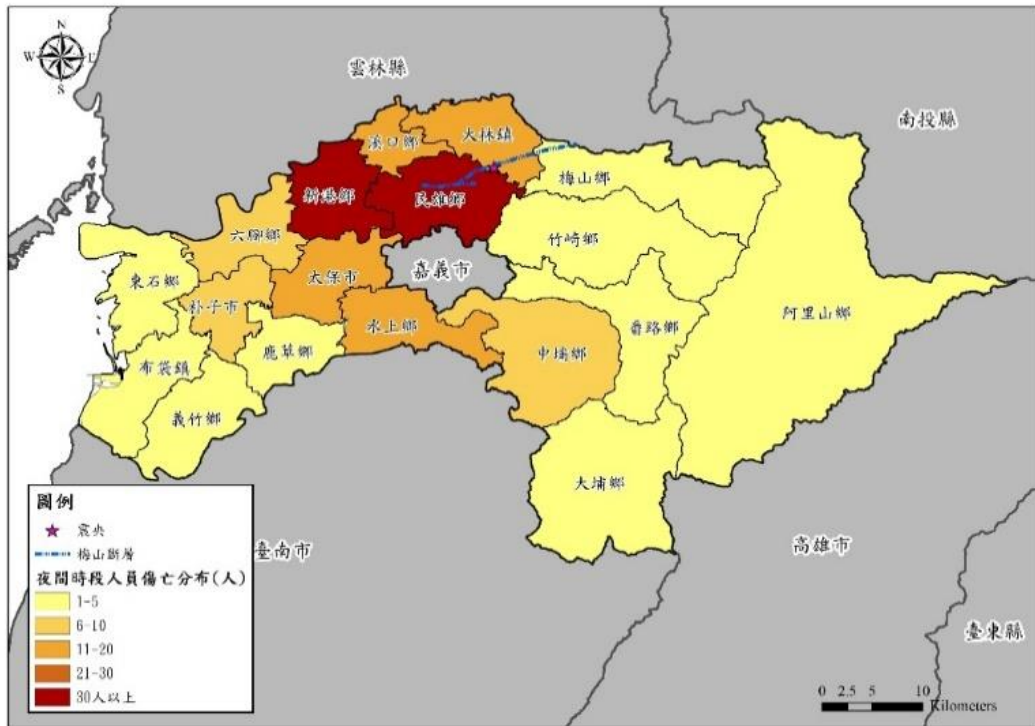 N
W E
S
雲林縣
南投縣
溪口鄉
大林鎮
梅山鄉
新港鄉
民雄鄉
竹崎鄉
六腳鄉
嘉義市
太保市
東石鄉
朴子市
番路鄉
阿里山鄉
水上鄉
中埔鄉
鹿草鄉
布袋鎮
義竹鄉
大埔鄉
圖例
震央
梅山斷層
臺南市
高雄市
夜間時段人員傷亡分布(人)
1-5
6-10
11-20
21-30
30人以上
臺東縣
0 2.5 5 10
Kilometers